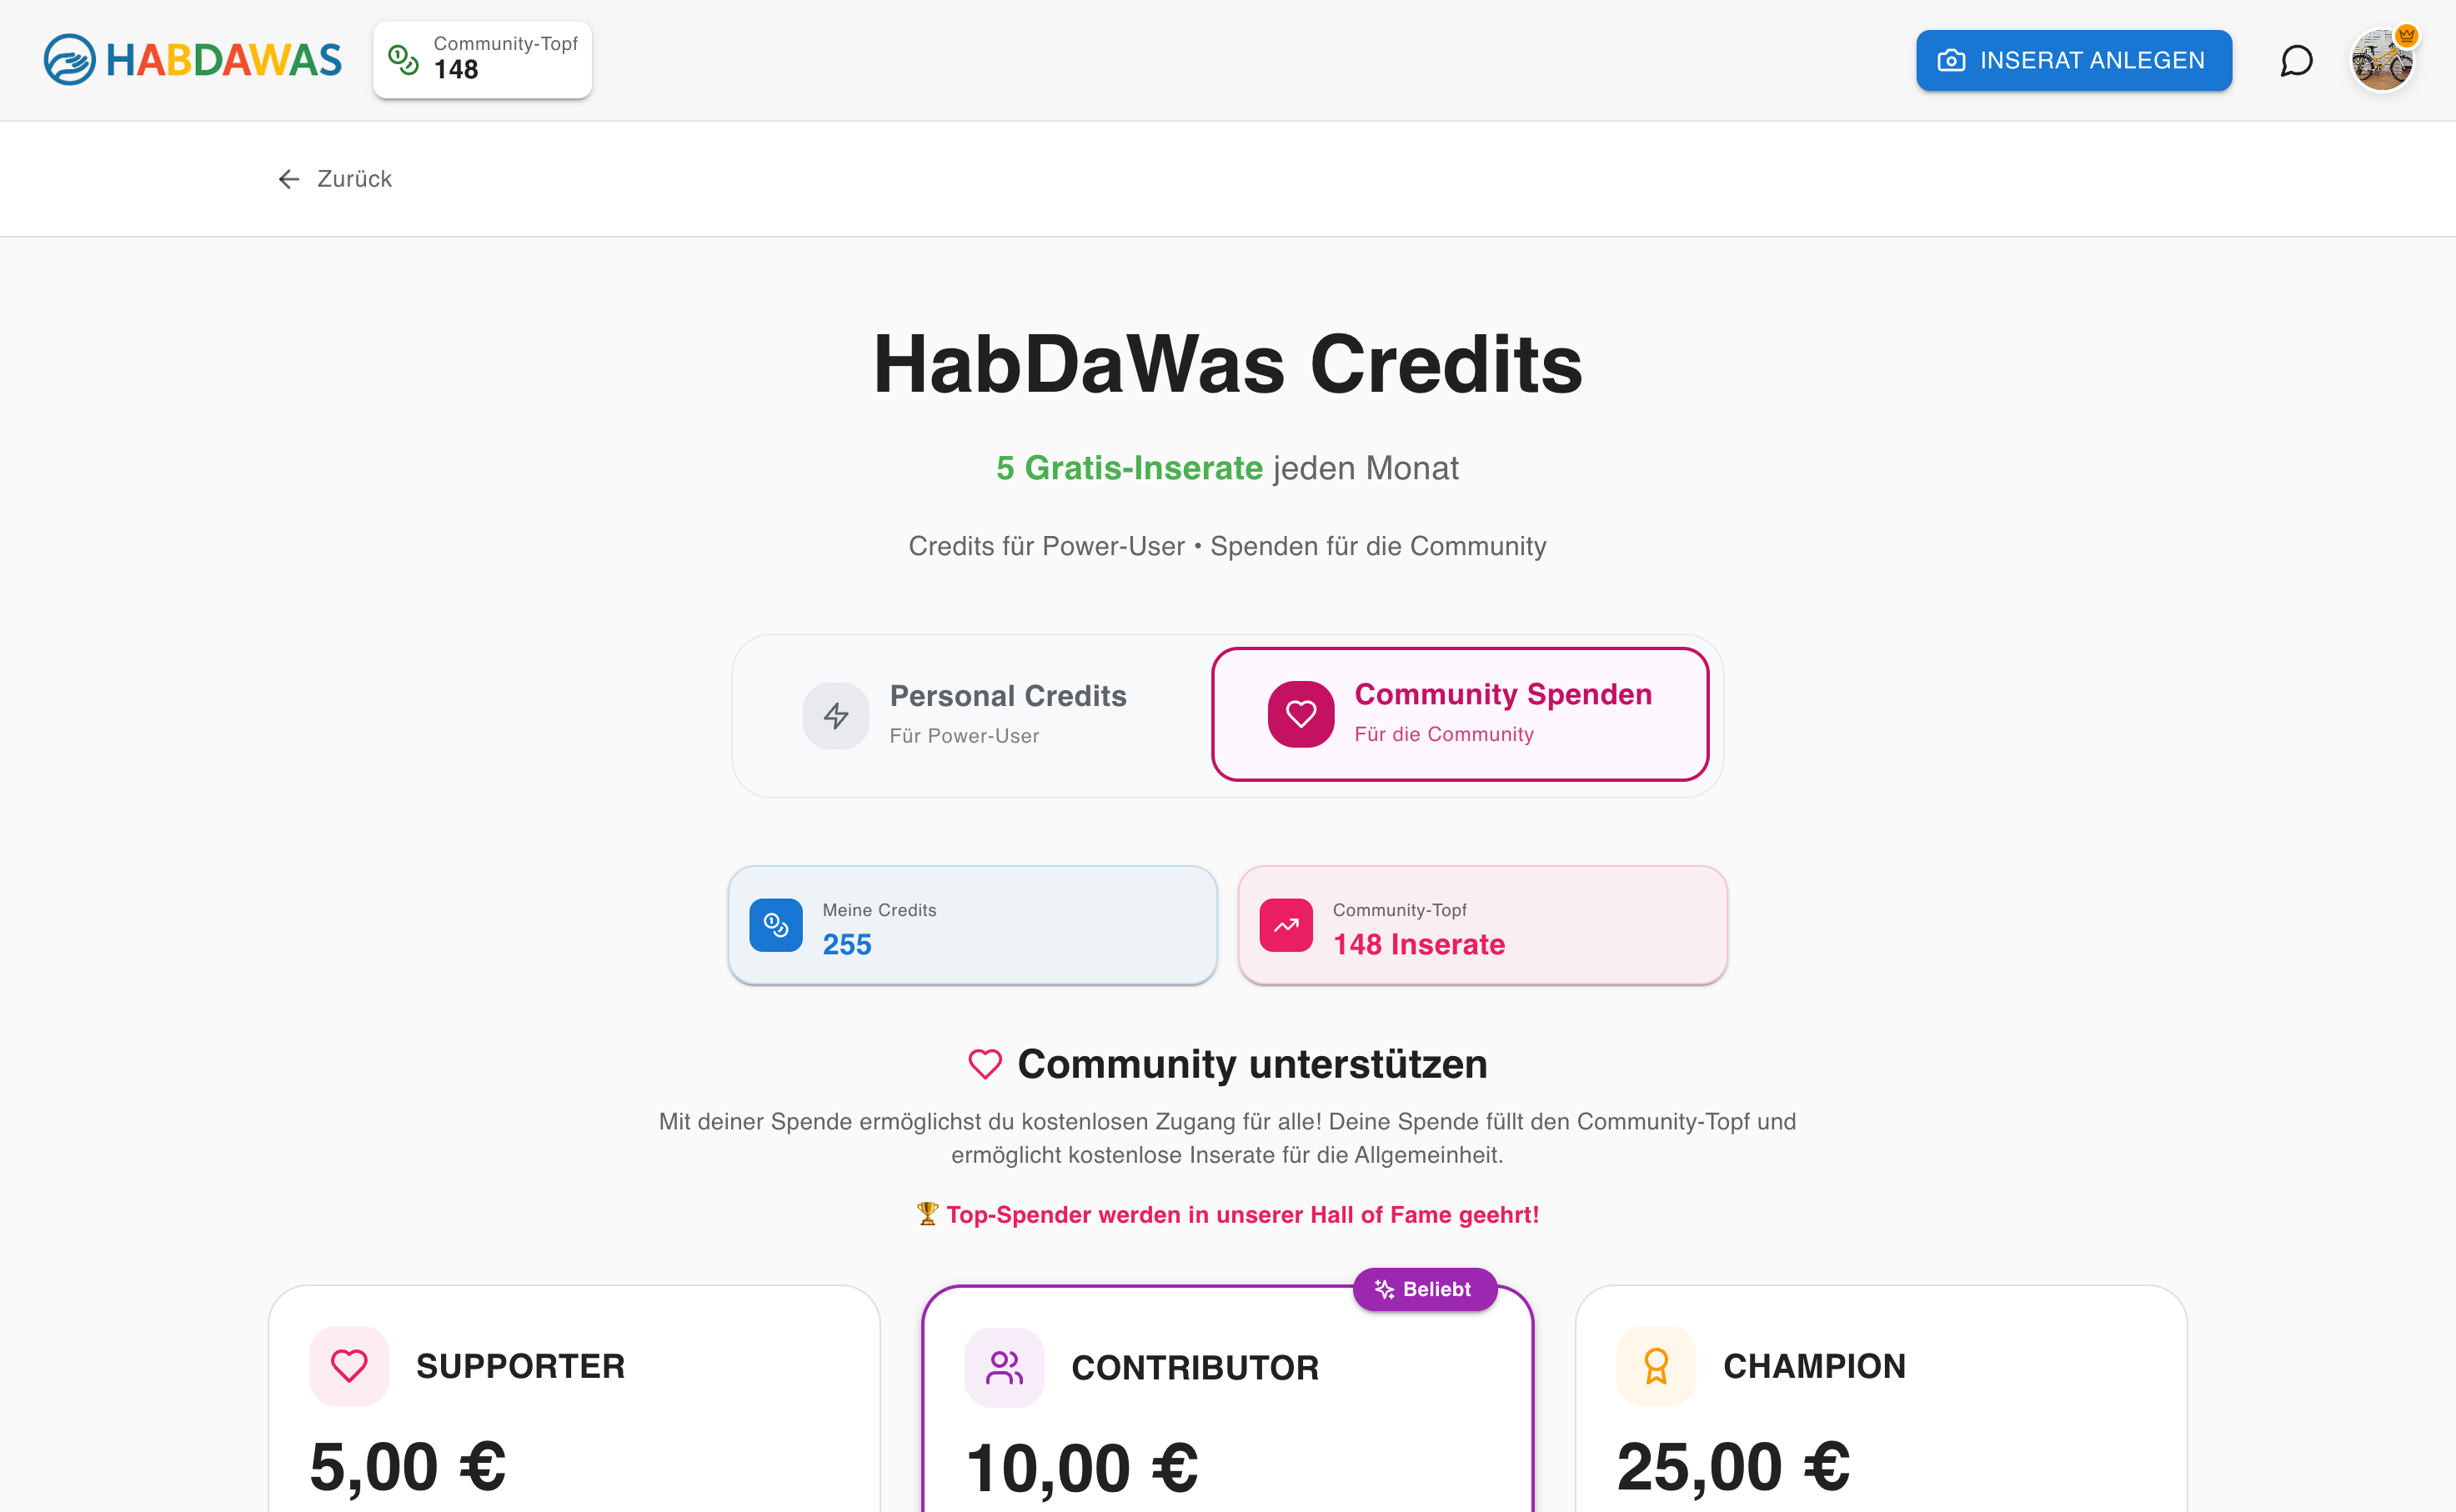 HABDAWAS
Community-Topf
148
INSERAT ANLEGEN
Zurück
HabDaWas Credits
5 Gratis-Inserate jeden Monat
Credits für Power-User • Spenden für die Community
Personal Credits
Für Power-User
Community Spenden
Für die Community
Meine Credits
255
Community-Topf
148 Inserate
Community unterstützen
Mit deiner Spende ermöglichst du kostenlosen Zugang für alle! Deine Spende füllt den Community-Topf und
ermöglicht kostenlose Inserate für die Allgemeinheit.
🏆 Top-Spender werden in unserer Hall of Fame geehrt!
SUPPORTER
5,00 €
Beliebt
CONTRIBUTOR
10,00 €
CHAMPION
25,00 €